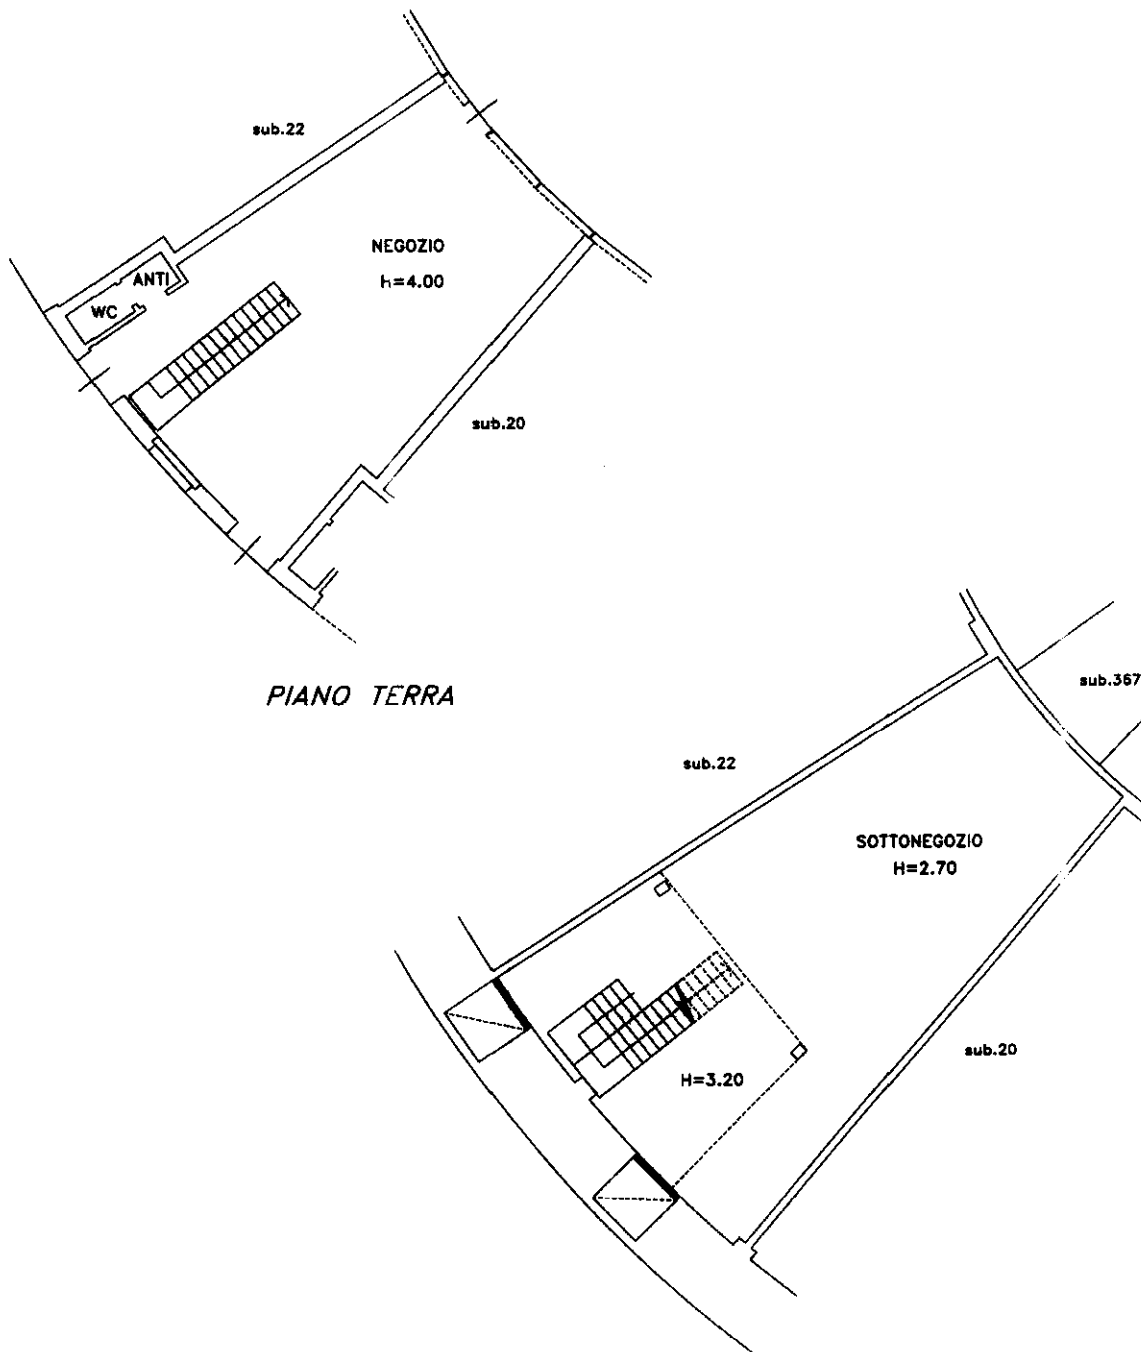 sub.22
NEGOZIO
h=4.00
ANTI
WC
sub.20
PIANO TERRA
sub.367
sub.22
SOTTONEGOZIO
H=2.70
sub.20
H=3.20